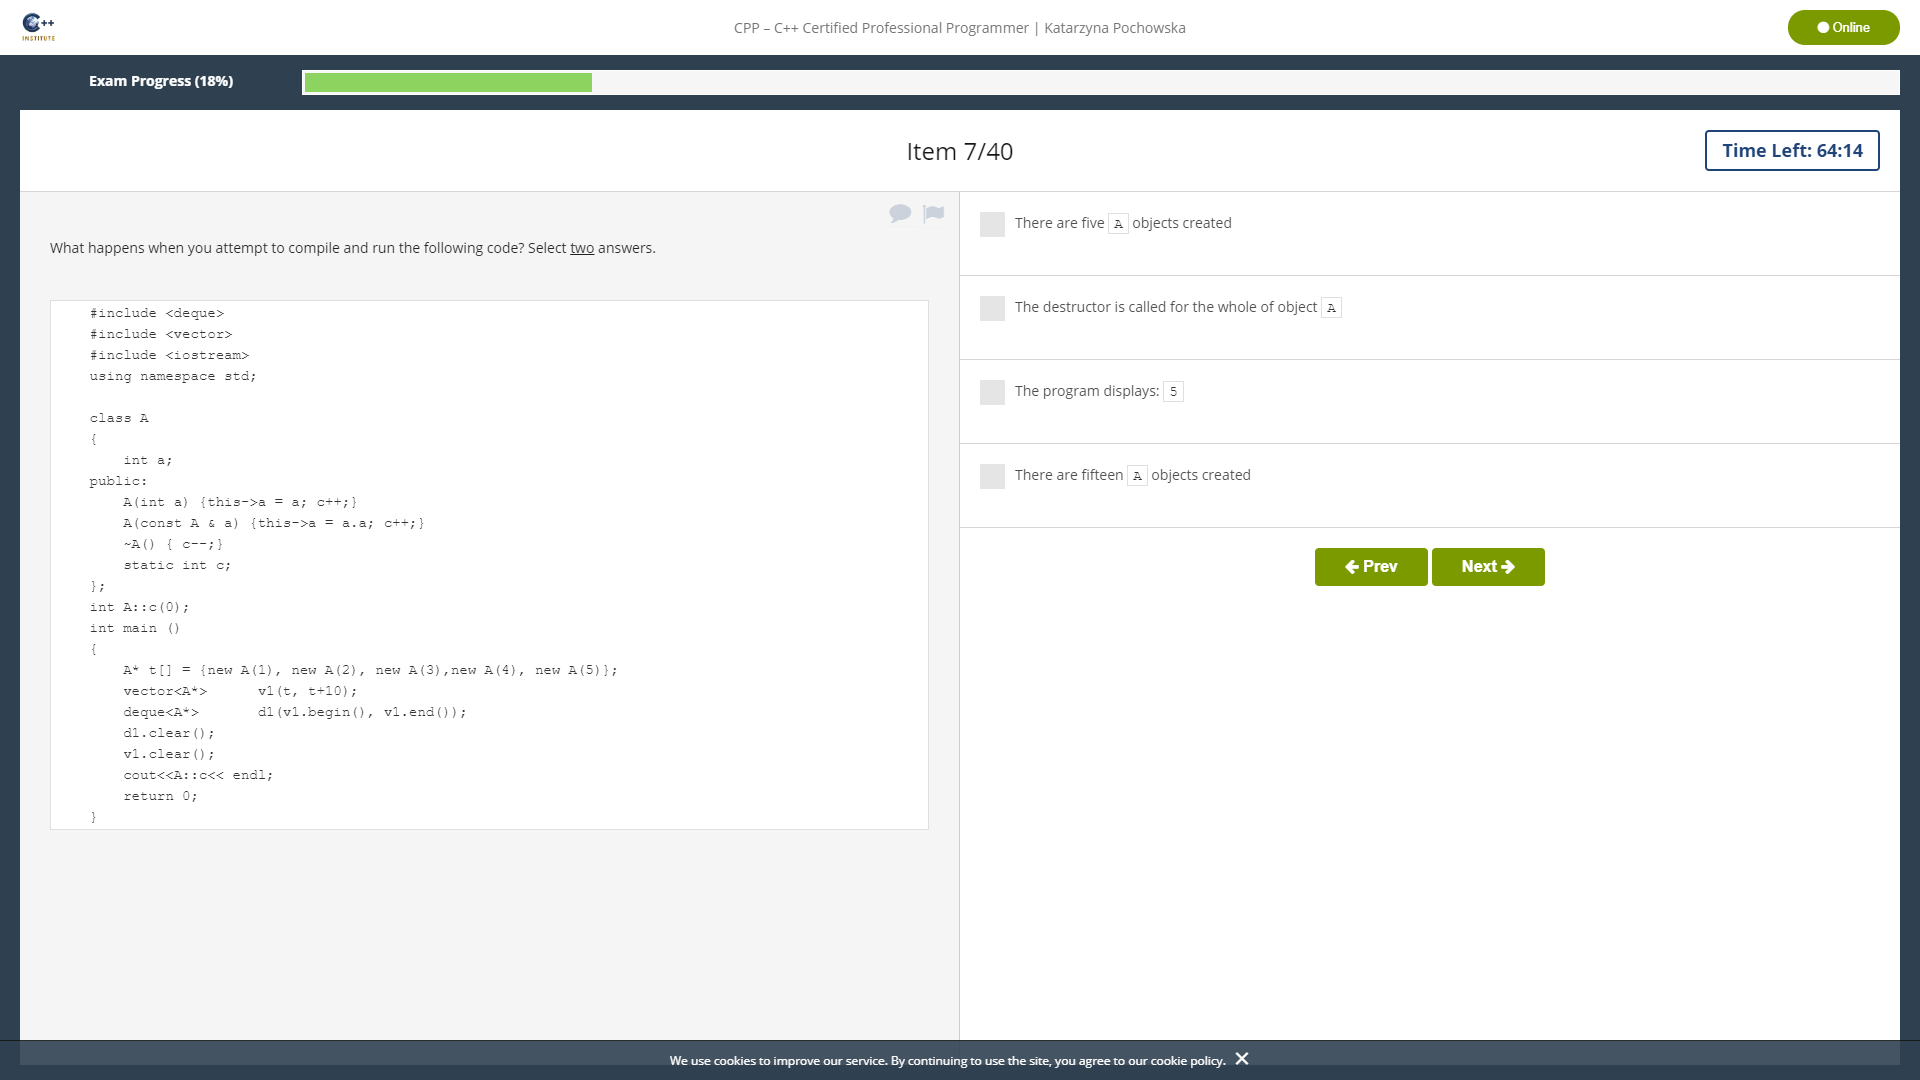 C++
INSTITUTE
CPP – C++ Certified Professional Programmer | Katarzyna Pochowska
Online
Exam Progress (18%)
Item 7/40
Time Left: 64:14
What happens when you attempt to compile and run the following code? Select two answers.
#include <deque>
#include <vector>
#include <iostream>
using namespace std;

class A
{
    int a;
public:
    A(int a) {this->a = a; c++;}
    A(const A & a) {this->a = a.a; c++;}
    ~A() { c--;}
    static int c;
};
int A::c(0);
int main ()
{
    A* t[] = {new A(1), new A(2), new A(3),new A(4), new A(5)};
    vector<A*>      v1(t, t+10);
    deque<A*>       d1(v1.begin(), v1.end());
    d1.clear();
    v1.clear();
    cout<<A::c<< endl;
    return 0;
}
There are five A objects created
The destructor is called for the whole of object A
The program displays: 5
There are fifteen A objects created
Prev
Next
We use cookies to improve our service. By continuing to use the site, you agree to our cookie policy.